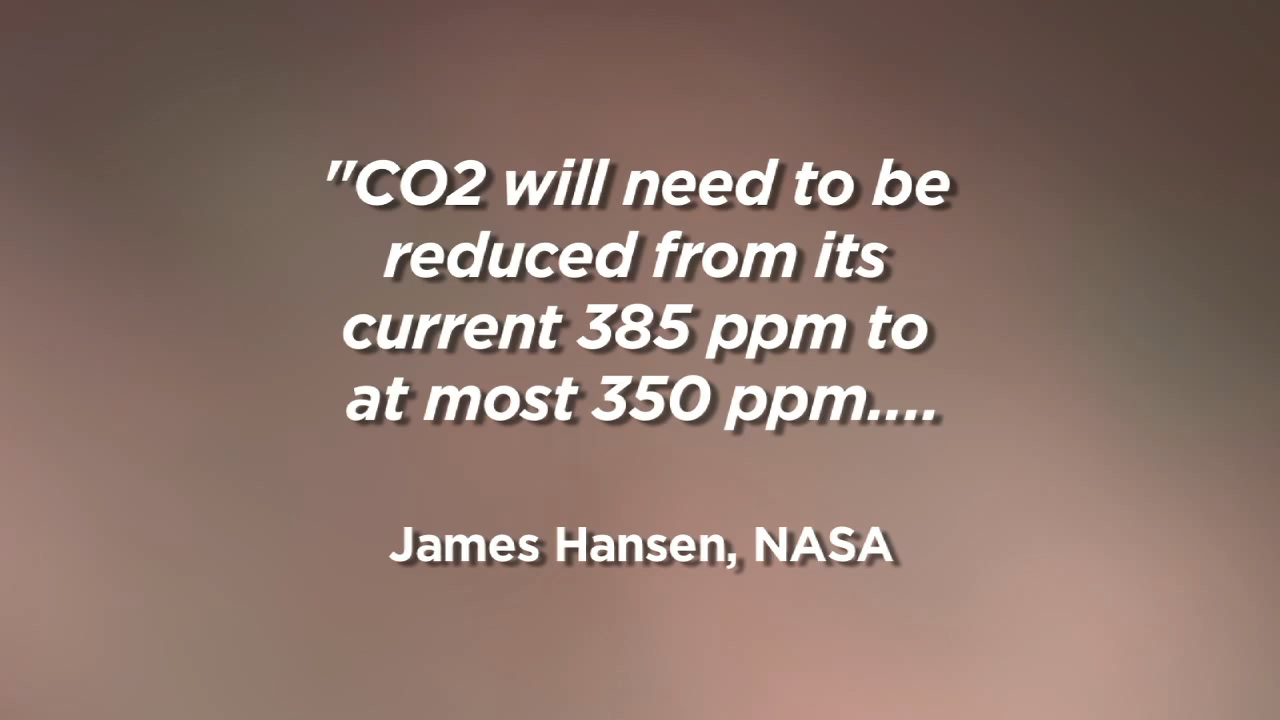 "CO2 will need to be
reduced from its
current 385 ppm to
at most 350 ppm....
James Hansen, NASA